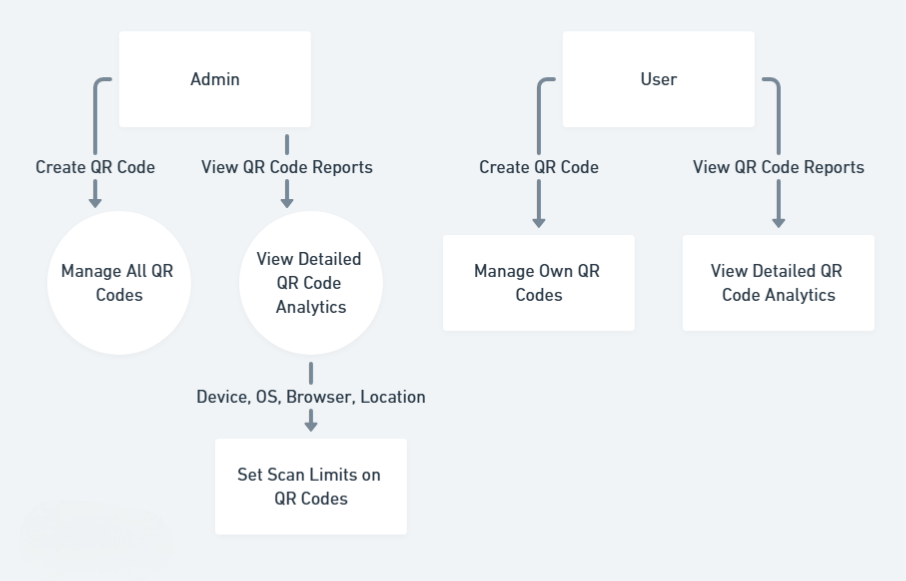 Admin
User
Create QR Code
View QR Code Reports
Create QR Code
View QR Code Reports
Manage All QR
Codes
View Detailed
QR Code
Analytics
Manage Own QR
Codes
View Detailed QR
Code Analytics
Device, OS, Browser, Location
Set Scan Limits on
QR Codes